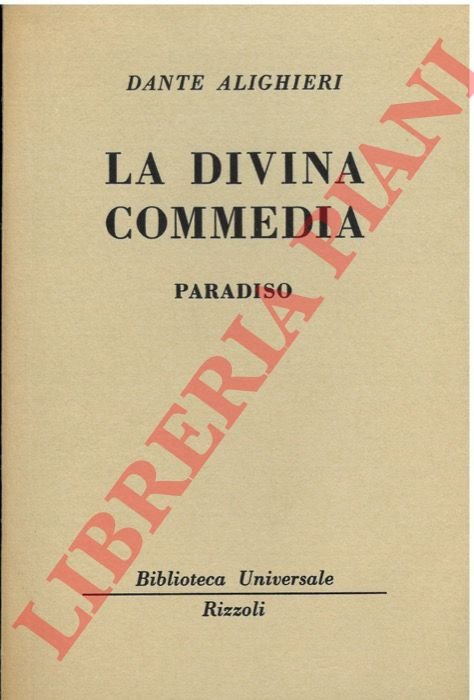 DANTE ALIGHIERI
LA DIVINA
COMMEDIA
PARADISO
LIBRERIA PIANI
Biblioteca Universale
Rizzoli